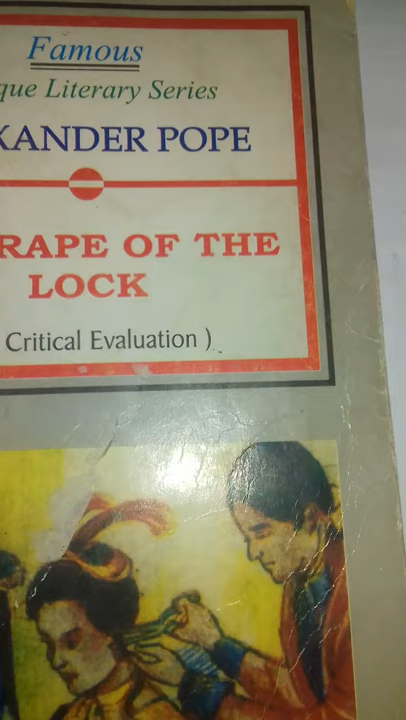 Famous
que Literary Series
XANDER POPE
RAPE OF THE
LOCK
Critical Evaluation )